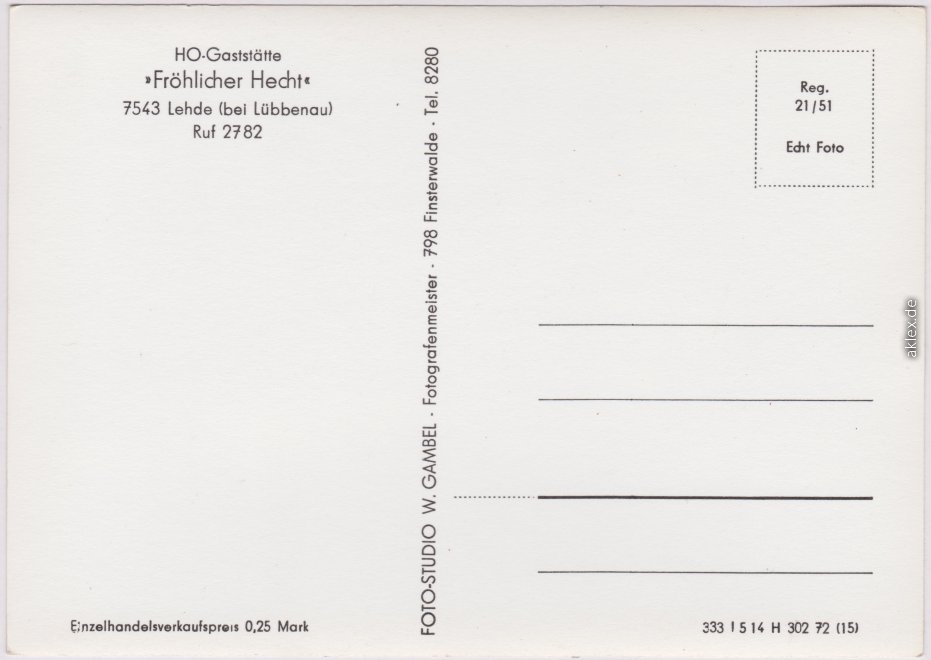 HO-Gaststätte
»Fröhlicher Hecht«
7543 Lehde (bei Lübbenau)
Ruf 2782
Einzelhandelsverkaufspreis 0,25 Mark
FOTO-STUDIO W. GAMBEL · Fotografenmeister · 798 Finsterwalde · Tel. 8280
Reg.
21/51
Echt Foto
333 I 5 14 H 302 72 (15)
aklex.de